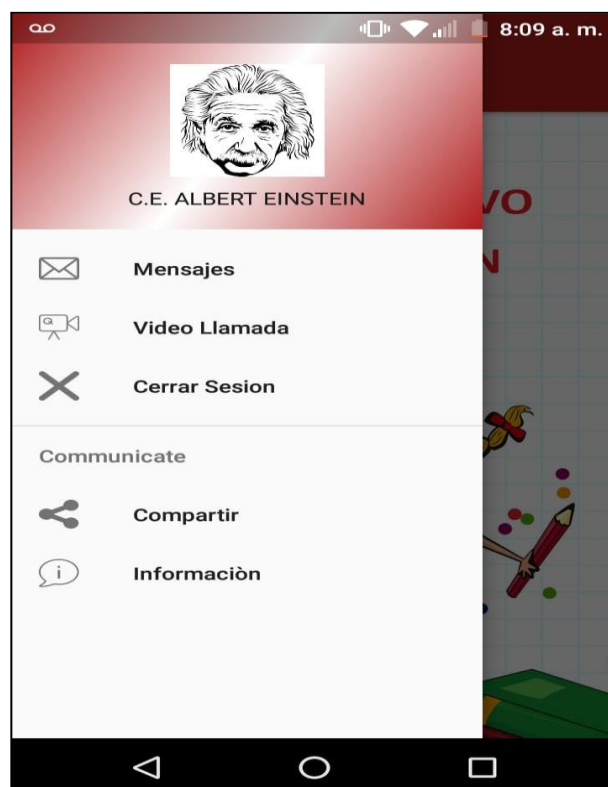 8:09 a. m.
C.E. ALBERT EINSTEIN
VO
N
Mensajes
Video Llamada
Cerrar Sesion
Communicate
Compartir
Informaciòn